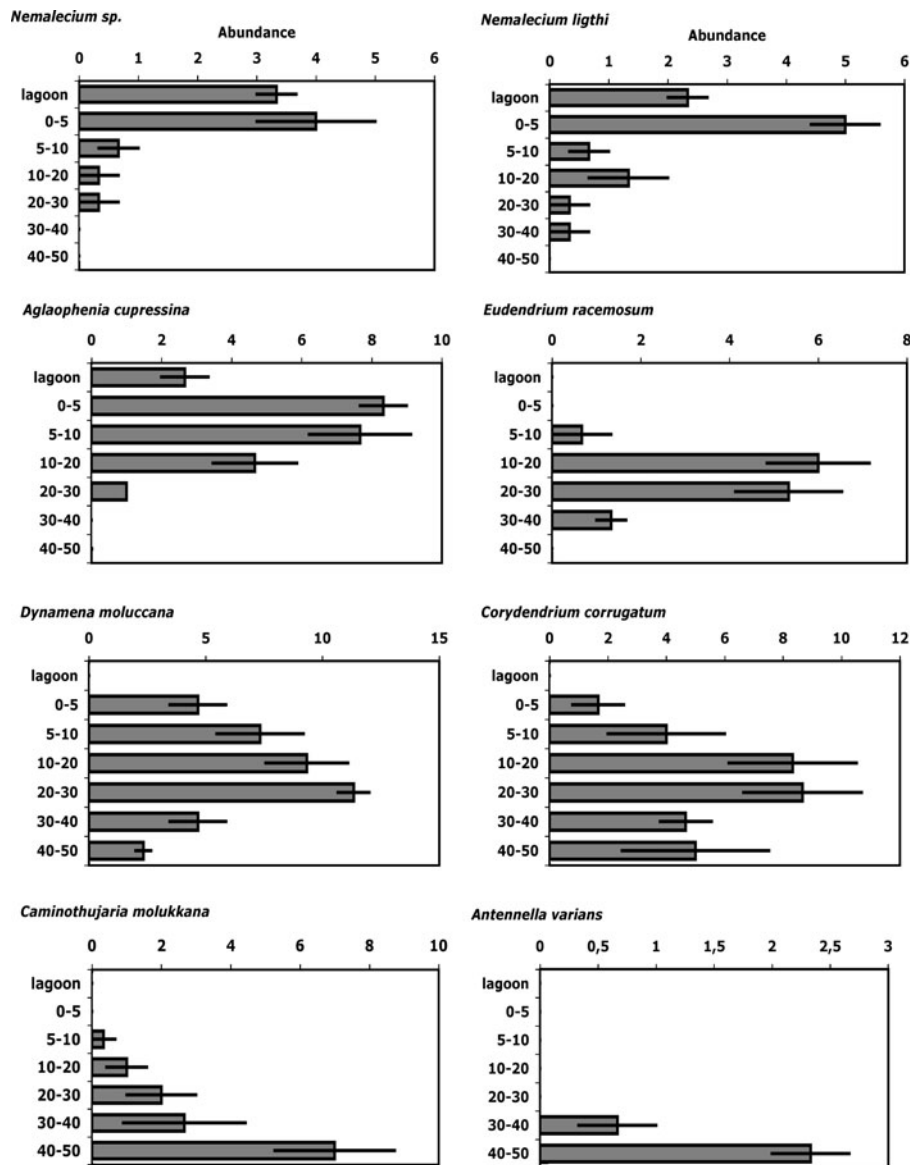 Nemalecium sp.
Abundance
0 1 2 3 4 5 6
lagoon
0-5
5-10
10-20
20-30
30-40
40-50
Nemalecium ligthi
Abundance
0 1 2 3 4 5 6
lagoon
0-5
5-10
10-20
20-30
30-40
40-50
Aglaophenia cupressina
0 2 4 6 8 10
lagoon
0-5
5-10
10-20
20-30
30-40
40-50
Eudendrium racemosum
0 2 4 6 8
lagoon
0-5
5-10
10-20
20-30
30-40
40-50
Dynamena moluccana
0 5 10 15
lagoon
0-5
5-10
10-20
20-30
30-40
40-50
Corydendrium corrugatum
0 2 4 6 8 10 12
lagoon
0-5
5-10
10-20
20-30
30-40
40-50
Caminothujaria molukkana
0 2 4 6 8 10
lagoon
0-5
5-10
10-20
20-30
30-40
40-50
Antennella varians
0 0,5 1 1,5 2 2,5 3
lagoon
0-5
5-10
10-20
20-30
30-40
40-50